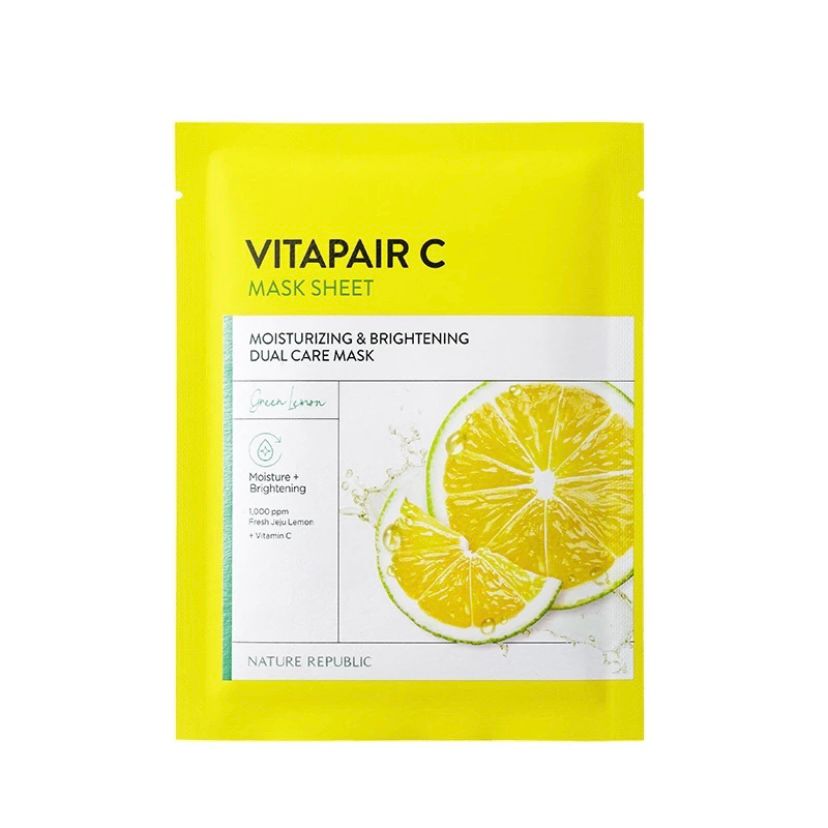 VITAPAIR C
MASK SHEET
MOISTURIZING & BRIGHTENING
DUAL CARE MASK
Green Lemon
Moisture +
Brightening
1,000 ppm
Fresh Jeju Lemon
+ Vitamin C
NATURE REPUBLIC